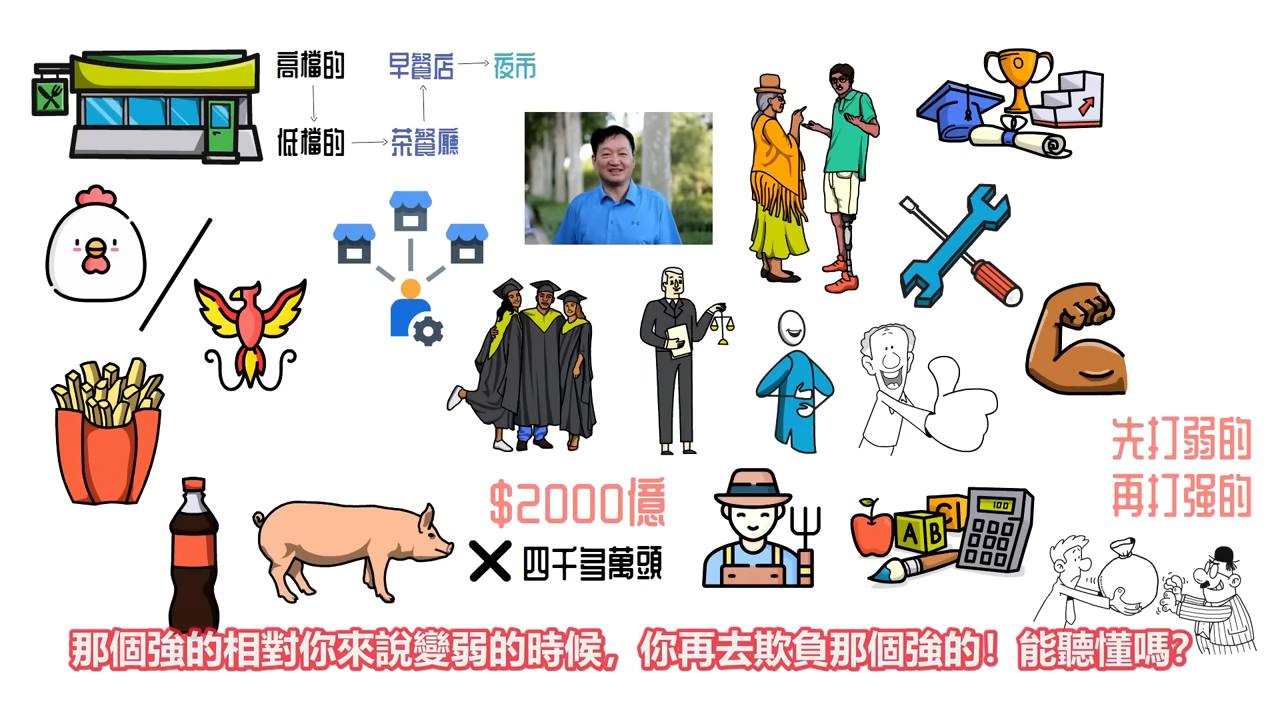 高檔的
早餐店
夜市
低檔的
茶餐廳
$2000億
四千多萬頭
先打弱的
再打强的
100
A B
C
那個強的相對你來說變弱的時候，你再去欺負那個強的！能聽懂嗎？